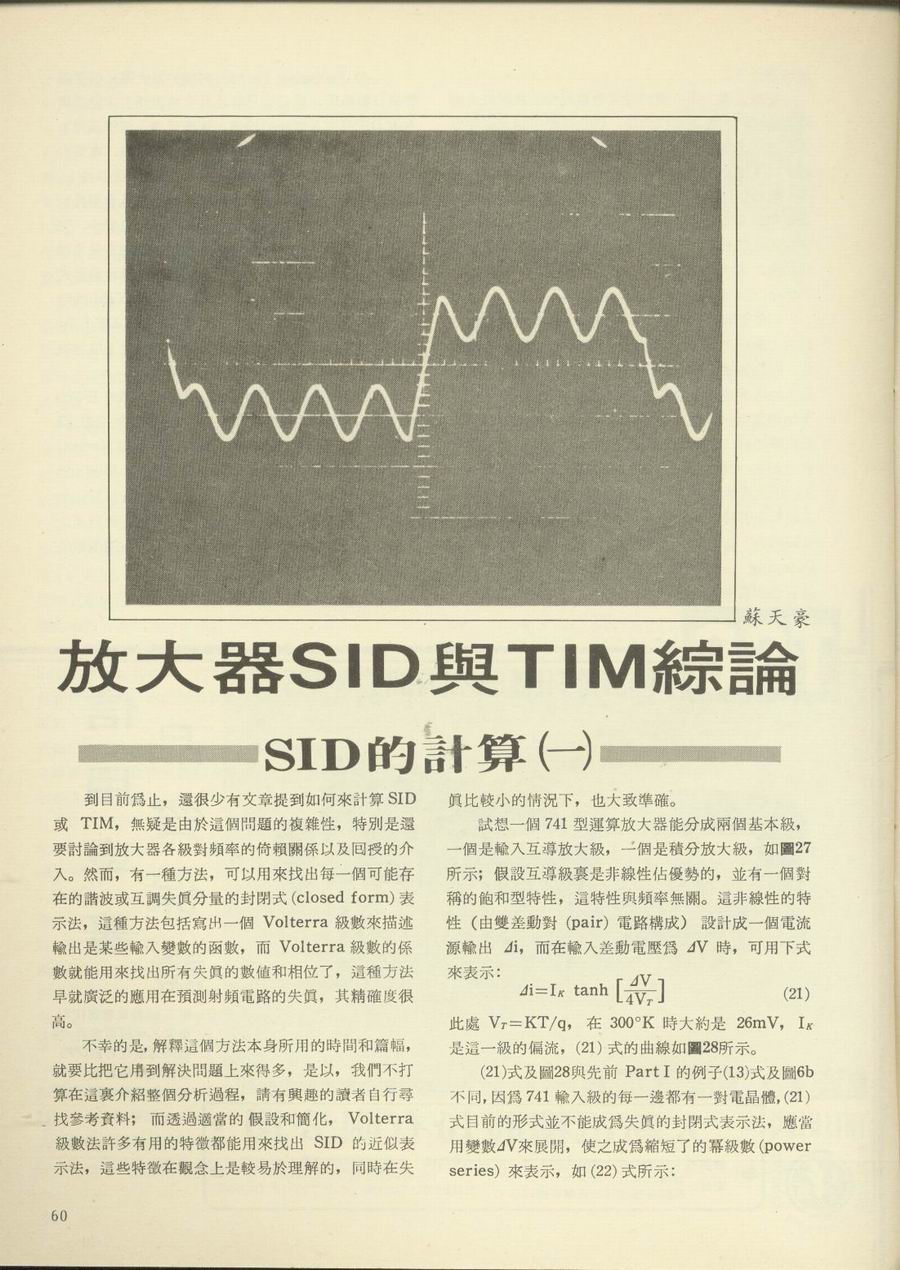 蘇天豪
放大器SID與TIM綜論
SID的計算㈠
到目前爲止，還很少有文章提到如何來計算 SID
或 TIM，無疑是由於這個問題的複雜性，特別是還
要討論到放大器各級對頻率的倚賴關係以及囘授的介
入。然而，有一種方法，可以用來找出每一個可能存
在的諧波或互調失眞分量的封閉式 (closed form) 表
示法，這種方法包括寫出一個 Volterra 級數來描述
輸出是某些輸入變數的函數，而 Volterra 級數的係
數就能用來找出所有失眞的數値和相位了，這種方法
早就廣泛的應用在預測射頻電路的失眞，其精確度很
高。
不幸的是，解釋這個方法本身所用的時間和篇幅，
就要比把它用到解決問題上來得多，是以，我們不打
算在這裏介紹整個分析過程，請有興趣的讀者自行尋
找參考資料；而透過適當的假設和簡化，Volterra
級數法許多有用的特徵都能用來找出 SID 的近似表
示法，這些特徵在觀念上是較易於理解的，同時在失
眞比較小的情況下，也大致準確。
試想一個 741 型運算放大器能分成兩個基本級，
一個是輸入互導放大級，一個是積分放大級，如圖27
所示；假設互導級裏是非線性佔優勢的，並有一個對
稱的飽和型特性，這特性與頻率無關。這非線性的特
性（由雙差動對 (pair) 電路構成）設計成一個電流
源輸出 Δi，而在輸入差動電壓爲 ΔV 時，可用下式
來表示：
Δi=IK tanh [ΔV/4VT] (21)
此處 VT=KT/q，在 300°K 時大約是 26mV，IK
是這一級的偏流，(21) 式的曲線如圖28所示。
(21)式及圖28與先前 Part I 的例子(13)式及圖6b
不同，因爲 741 輸入級的每一邊都有一對電晶體，(21)
式目前的形式並不能成爲失眞的封閉式表示法，應當
用變數ΔV來展開，使之成爲縮短了的冪級數 (power
series) 來表示，如 (22) 式所示：
60